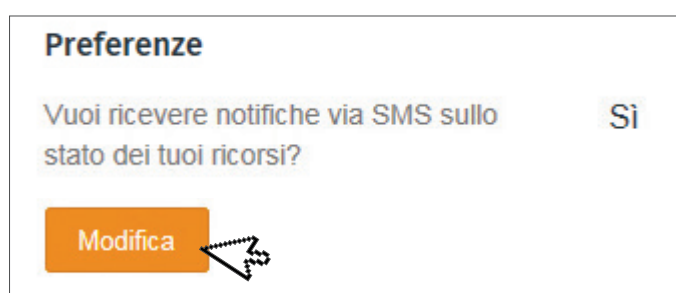 Preferenze
Vuoi ricevere notifiche via SMS sullo Sì
stato dei tuoi ricorsi?
Modifica